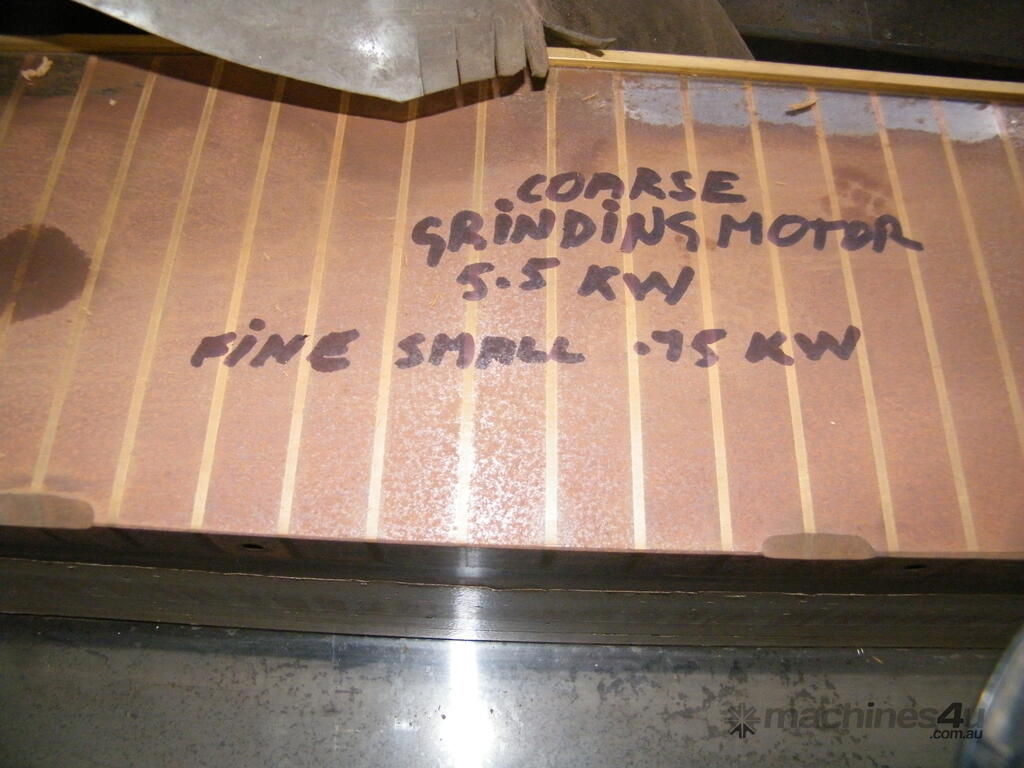 COARSE
GRiNDiNG MOTOR
5.5 KW
FiNE SMALL .75 KW
machines4u
.com.au